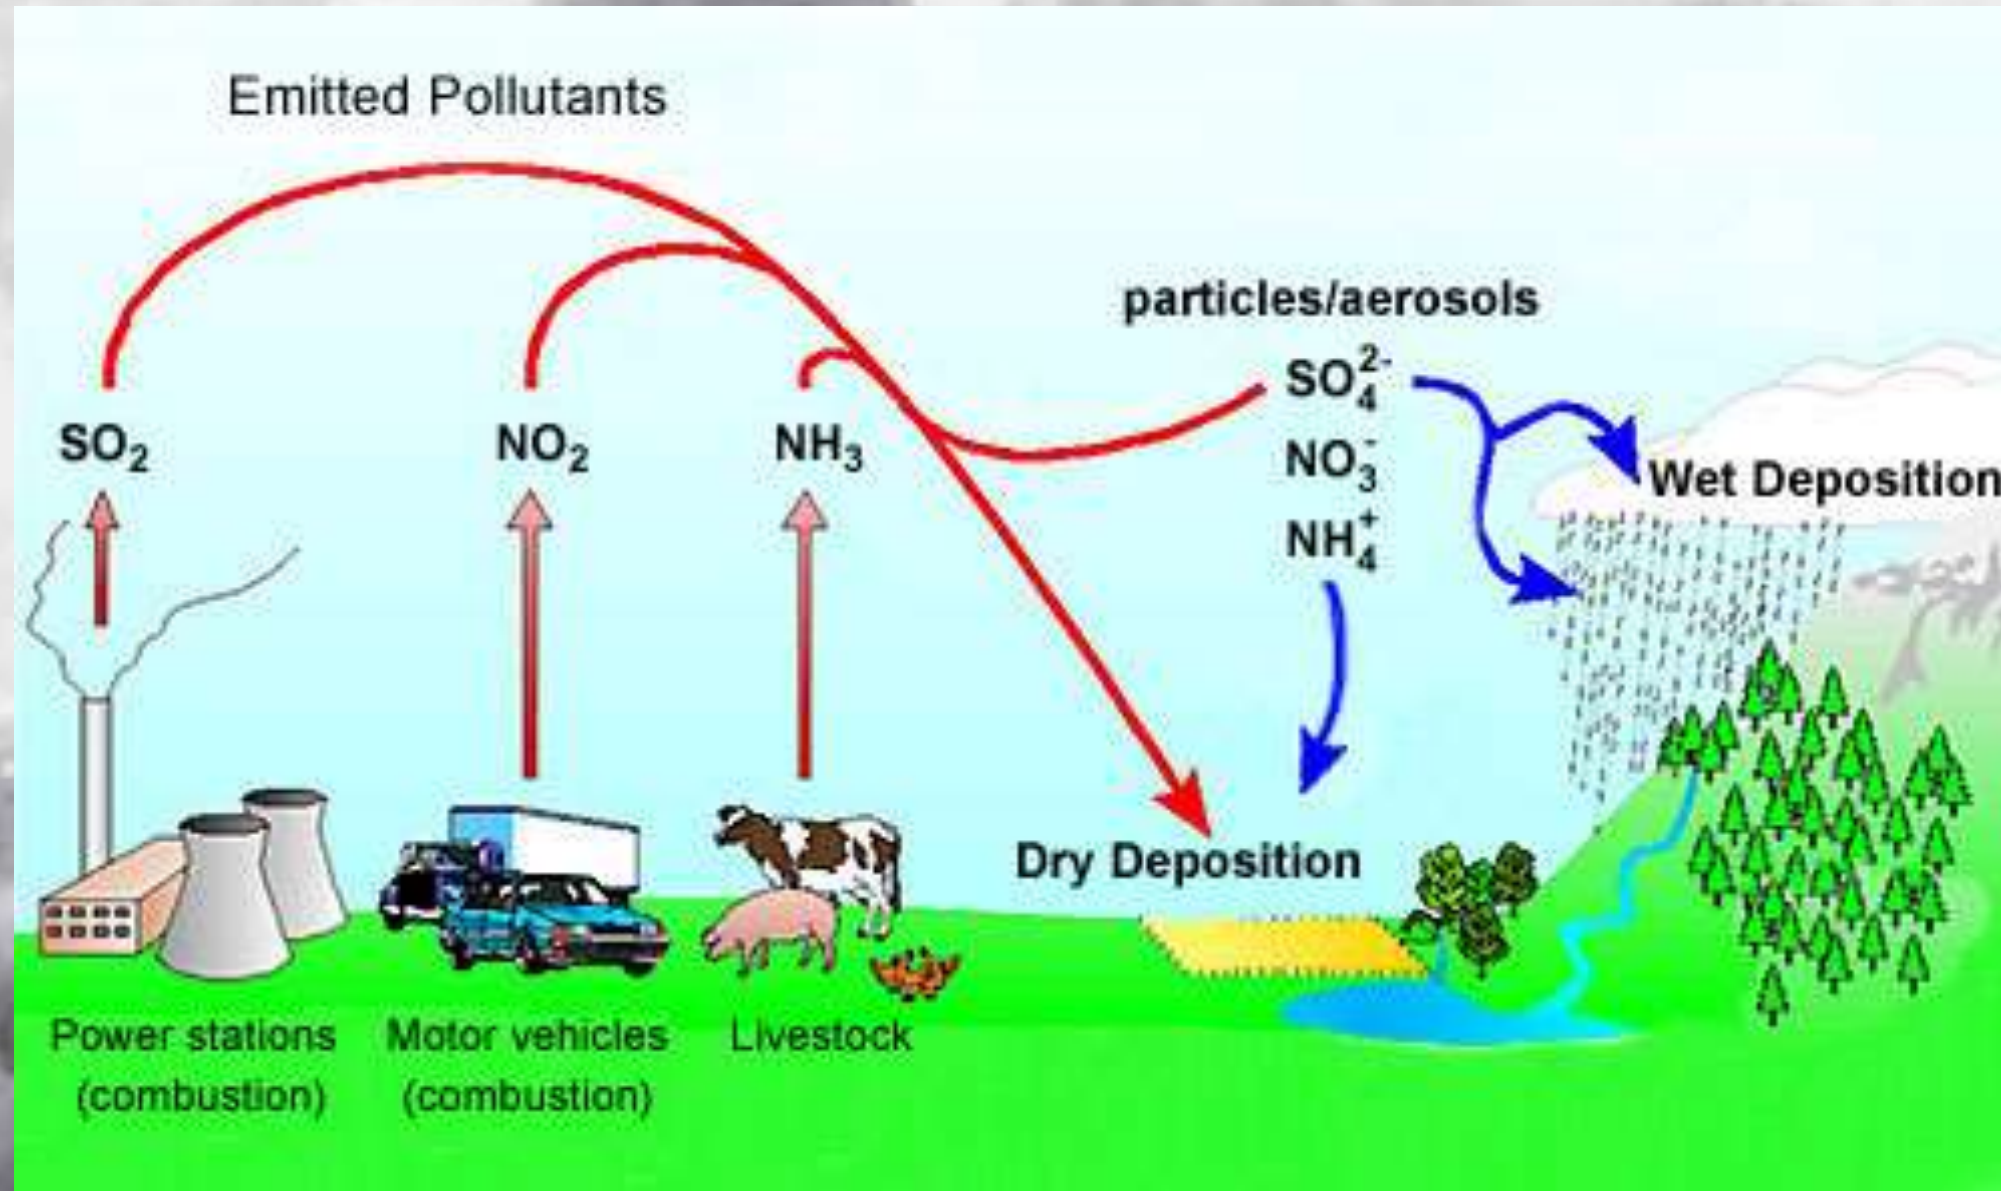 Emitted Pollutants
particles/aerosols
SO₄²⁻
SO₂
NO₂
NH₃
NO₃⁻
Wet Deposition
NH₄⁺
Dry Deposition
Power stations
(combustion)
Motor vehicles
(combustion)
Livestock